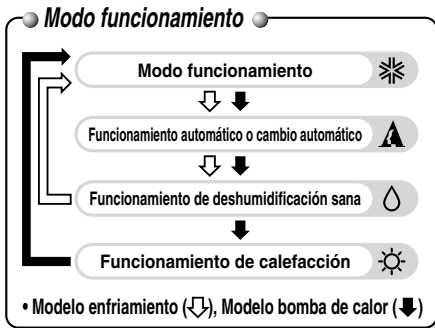 Modo funcionamiento
Modo funcionamiento
Funcionamiento automático o cambio automático
Funcionamiento de deshumidificación sana
Funcionamiento de calefacción
• Modelo enfriamiento (⇩), Modelo bomba de calor (⬇)